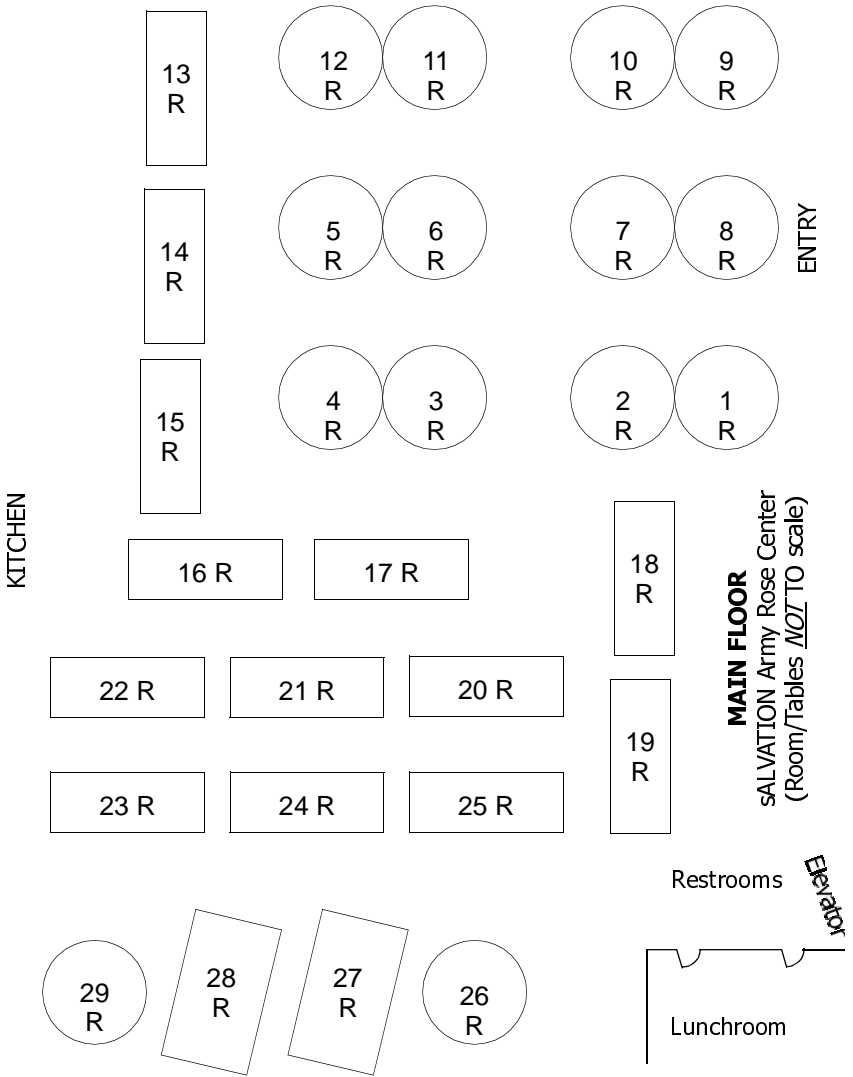 13
R
12
R
11
R
10
R
9
R
14
R
5
R
6
R
7
R
8
R
ENTRY
15
R
4
R
3
R
2
R
1
R
KITCHEN
16 R
17 R
18
R
MAIN FLOOR
sALVATION Army Rose Center
(Room/Tables NOT TO scale)
22 R
21 R
20 R
19
R
23 R
24 R
25 R
Restrooms
Elevator
29
R
28
R
27
R
26
R
Lunchroom